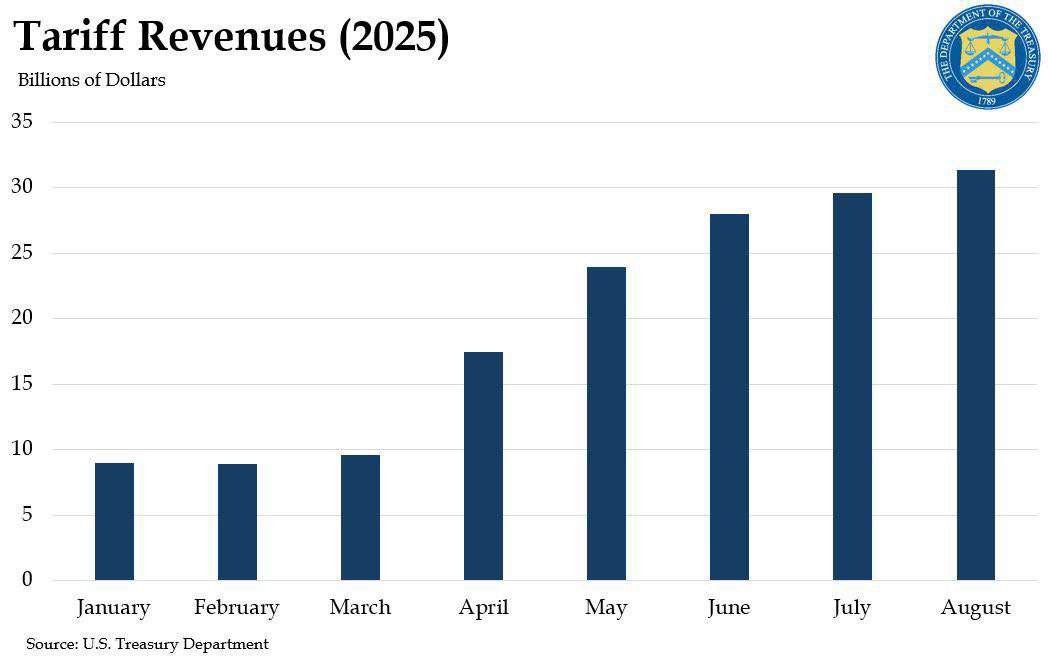 Tariff Revenues (2025)
Billions of Dollars
THE DEPARTMENT OF THE TREASURY
1789
35
30
25
20
15
10
5
0
January February March April May June July August
Source: U.S. Treasury Department